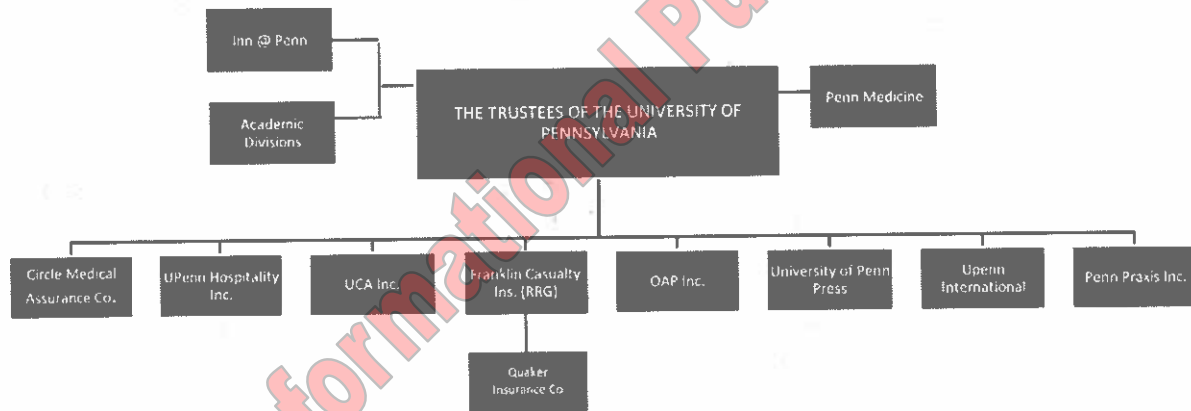 Inn @ Penn
Academic
Divisions
THE TRUSTEES OF THE UNIVERSITY OF
PENNSYLVANIA
Penn Medicine
Circle Medical
Assurance Co.
UPenn Hospitality
Inc.
UCA Inc.
Franklin Casualty
Ins. (RRG)
OAP Inc.
University of Penn
Press
Upenn
International
Penn Praxis Inc.
Quaker
Insurance Co
formational Pu